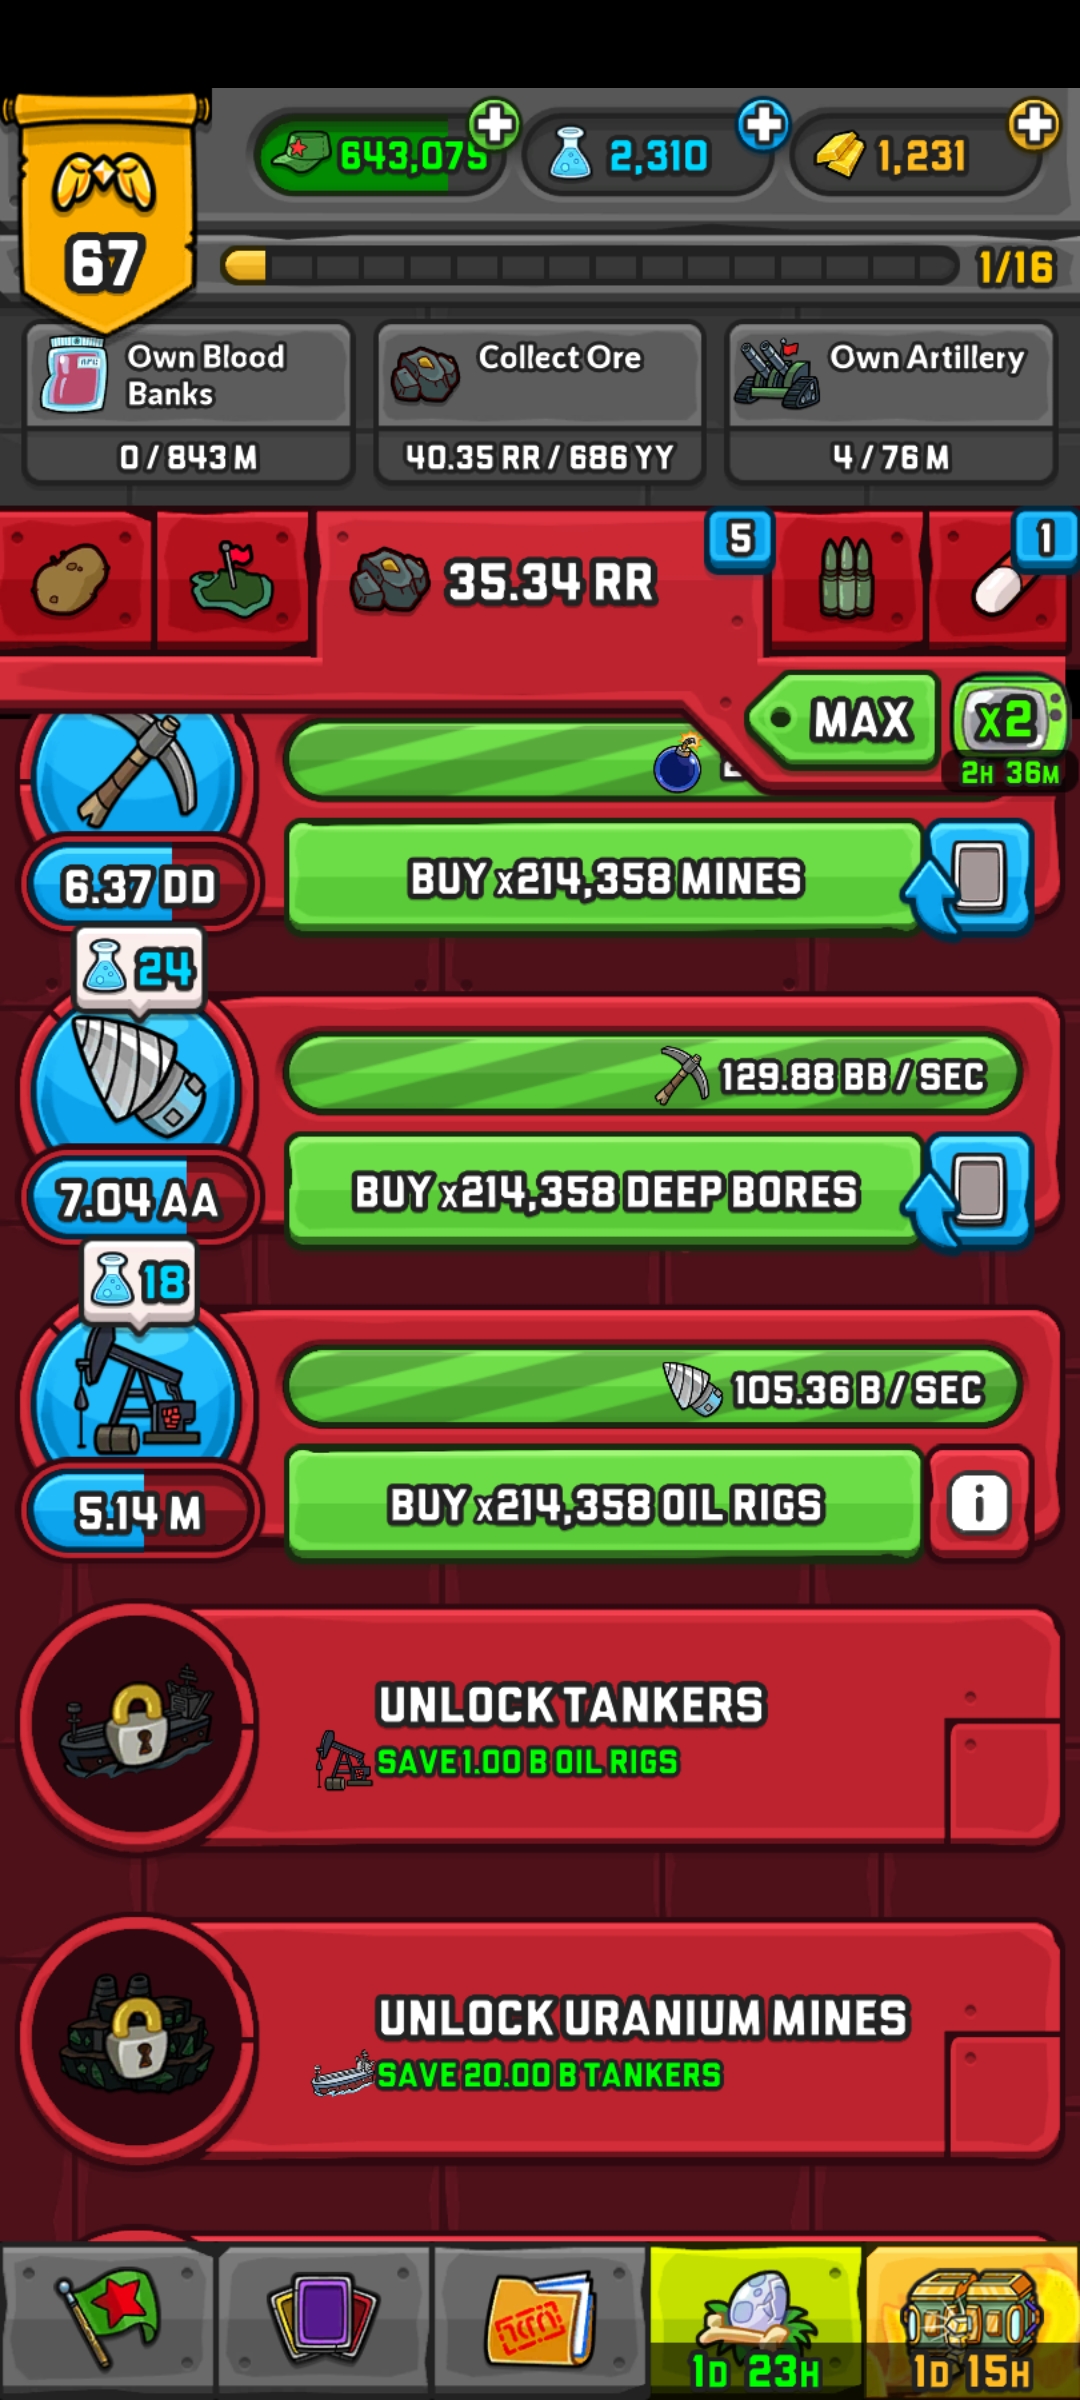 643,075
2,310
1,231
67
1/16
Own Blood
Banks
0 / 843 M
Collect Ore
40.35 RR / 686 YY
Own Artillery
4 / 76 M
35.34 RR
5
1
MAX
x2
2H 36M
6.37 DD
BUY x214,358 MINES
24
129.88 BB / SEC
7.04 AA
BUY x214,358 DEEP BORES
18
105.36 B / SEC
5.14 M
BUY x214,358 OIL RIGS
i
UNLOCK TANKERS
SAVE 1.00 B OIL RIGS
UNLOCK URANIUM MINES
SAVE 20.00 B TANKERS
1D 23H
1D 15H